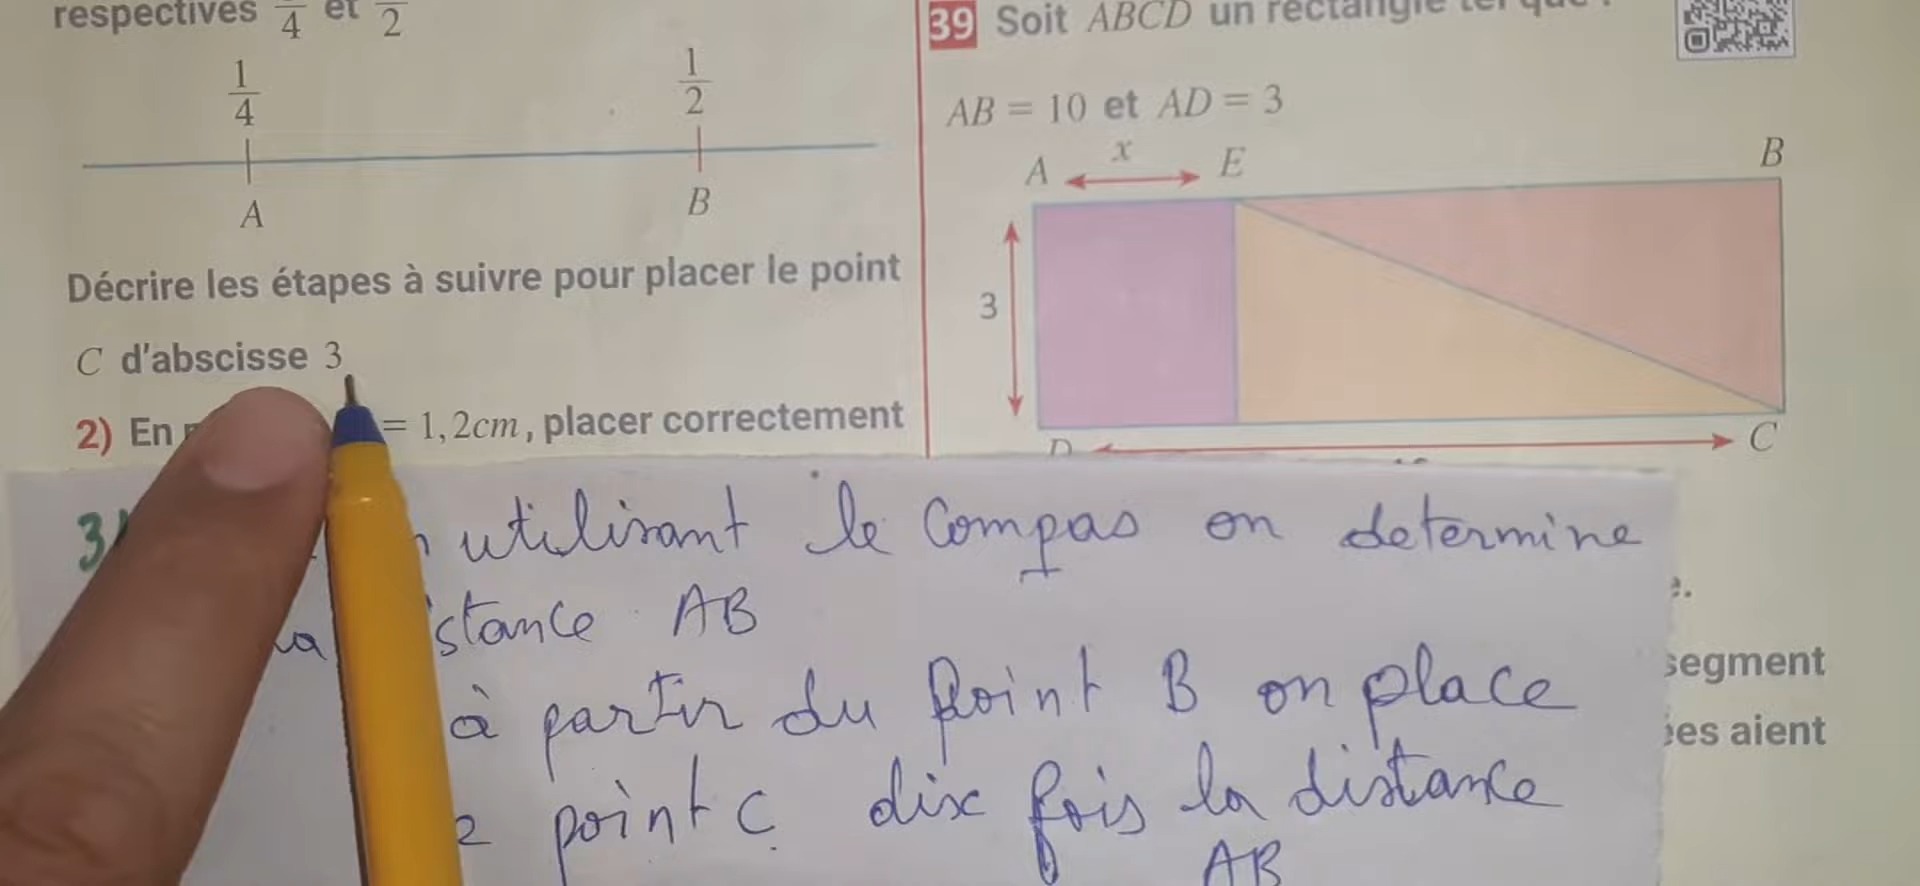 respectives 1/4 et 1/2
1/4
1/2
A
B
Décrire les étapes à suivre pour placer le point
C d'abscisse 3
2) En = 1,2cm, placer correctement
39 Soit ABCD un rectangle tel que :
AB = 10 et AD = 3
A x E B
3
D C
utilisant le compas on determine
AB
à partir du point B on place
point C dix fois la distance
AB
segment
aient